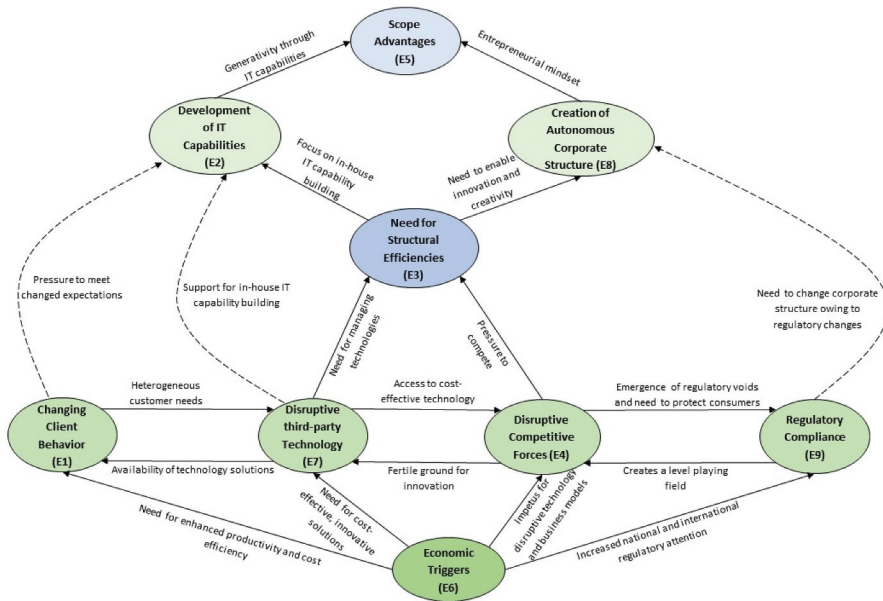 Scope
Advantages
(E5)
Generativity through
IT capabilities
Entrepreneurial mindset
Development
of IT
Capabilities
(E2)
Creation of
Autonomous
Corporate
Structure (E8)
Focus on in-house
IT capability
building
Need to enable
innovation and
creativity
Need for
Structural
Efficiencies
(E3)
Pressure to meet
changed expectations
Support for in-house IT
capability building
Need for managing
technologies
Pressure to
compete
Need to change corporate
structure owing to
regulatory changes
Heterogeneous
customer needs
Access to cost-
effective technology
Emergence of regulatory voids
and need to protect consumers
Changing
Client
Behavior
(E1)
Disruptive
third-party
Technology
(E7)
Disruptive
Competitive
Forces (E4)
Regulatory
Compliance
(E9)
Availability of technology solutions
Fertile ground for
innovation
Creates a level playing
field
Need for enhanced productivity and cost
efficiency
Need for cost-
effective, innovative
solutions
Impetus for
disruptive technology
and business models
Increased national and international
regulatory attention
Economic
Triggers
(E6)